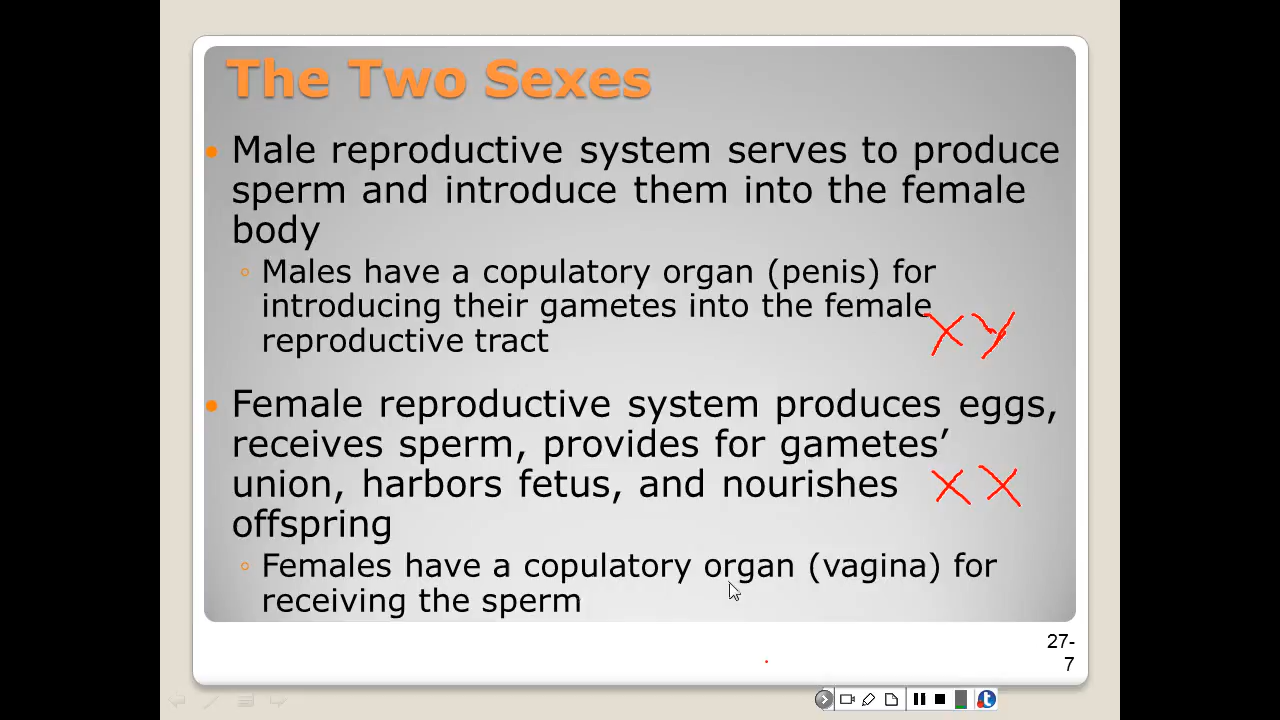 The Two Sexes
• Male reproductive system serves to produce
sperm and introduce them into the female
body
◦ Males have a copulatory organ (penis) for
introducing their gametes into the female
reproductive tract
XY
• Female reproductive system produces eggs,
receives sperm, provides for gametes’
union, harbors fetus, and nourishes
XX
offspring
◦ Females have a copulatory organ (vagina) for
receiving the sperm
27-
7